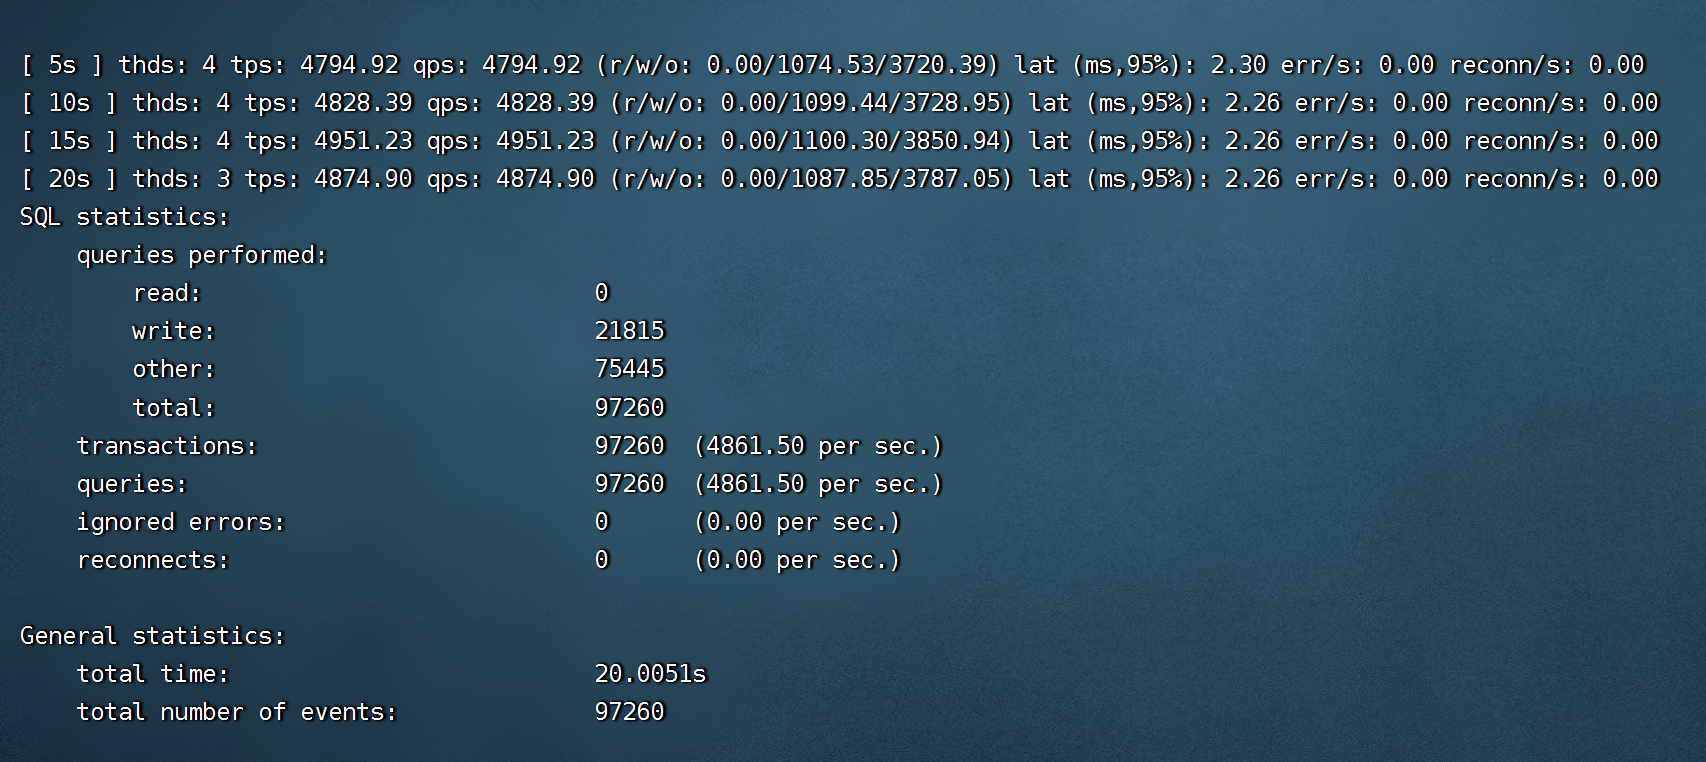 [ 5s ] thds: 4 tps: 4794.92 qps: 4794.92 (r/w/o: 0.00/1074.53/3720.39) lat (ms,95%): 2.30 err/s: 0.00 reconn/s: 0.00
[ 10s ] thds: 4 tps: 4828.39 qps: 4828.39 (r/w/o: 0.00/1099.44/3728.95) lat (ms,95%): 2.26 err/s: 0.00 reconn/s: 0.00
[ 15s ] thds: 4 tps: 4951.23 qps: 4951.23 (r/w/o: 0.00/1100.30/3850.94) lat (ms,95%): 2.26 err/s: 0.00 reconn/s: 0.00
[ 20s ] thds: 3 tps: 4874.90 qps: 4874.90 (r/w/o: 0.00/1087.85/3787.05) lat (ms,95%): 2.26 err/s: 0.00 reconn/s: 0.00
SQL statistics:
    queries performed:
        read:                            0
        write:                           21815
        other:                           75445
        total:                           97260
    transactions:                        97260  (4861.50 per sec.)
    queries:                             97260  (4861.50 per sec.)
    ignored errors:                      0      (0.00 per sec.)
    reconnects:                          0      (0.00 per sec.)

General statistics:
    total time:                          20.0051s
    total number of events:              97260